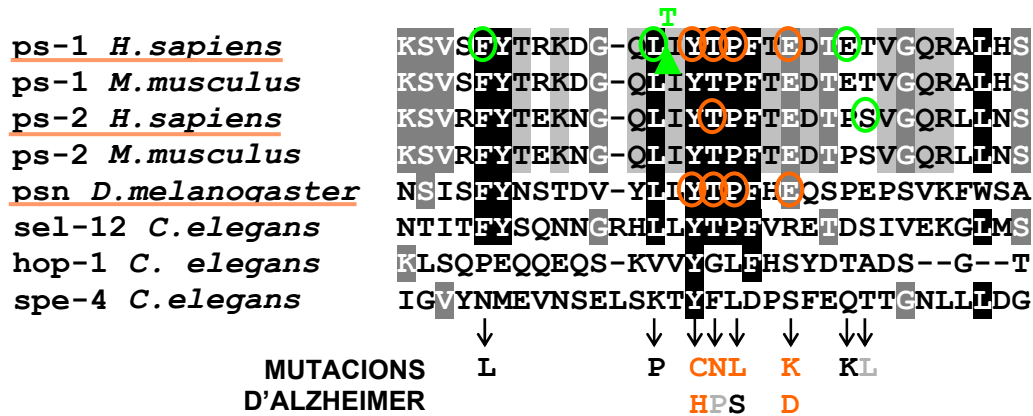 T
ps-1 H.sapiens KSVSFYTRKDG-QLIYTPFTEDTETVGQRALHS
ps-1 M.musculus KSVSFYTRKDG-QLIYTPFTEDTETVGQRALHS
ps-2 H.sapiens KSVRFYTEKNG-QLIYTPFTEDTPSVGQRLLNS
ps-2 M.musculus KSVRFYTEKNG-QLIYTPFTEDTPSVGQRLLNS
psn D.melanogaster NSISFYNSTDV-YLIYTPFHEQSPEPSVKFWSA
sel-12 C.elegans NTITFYSQNNGRHLLYTPFVRETDSIVEKGLMS
hop-1 C. elegans KLSQPEQQEQS-KVVYGLFHSYDTADS--G--T
spe-4 C.elegans IGVYNMEVNSELSKTYFLDPSFEQTTGNLLLDG
MUTACIONS L P CNL K KL
D'ALZHEIMER HPS D